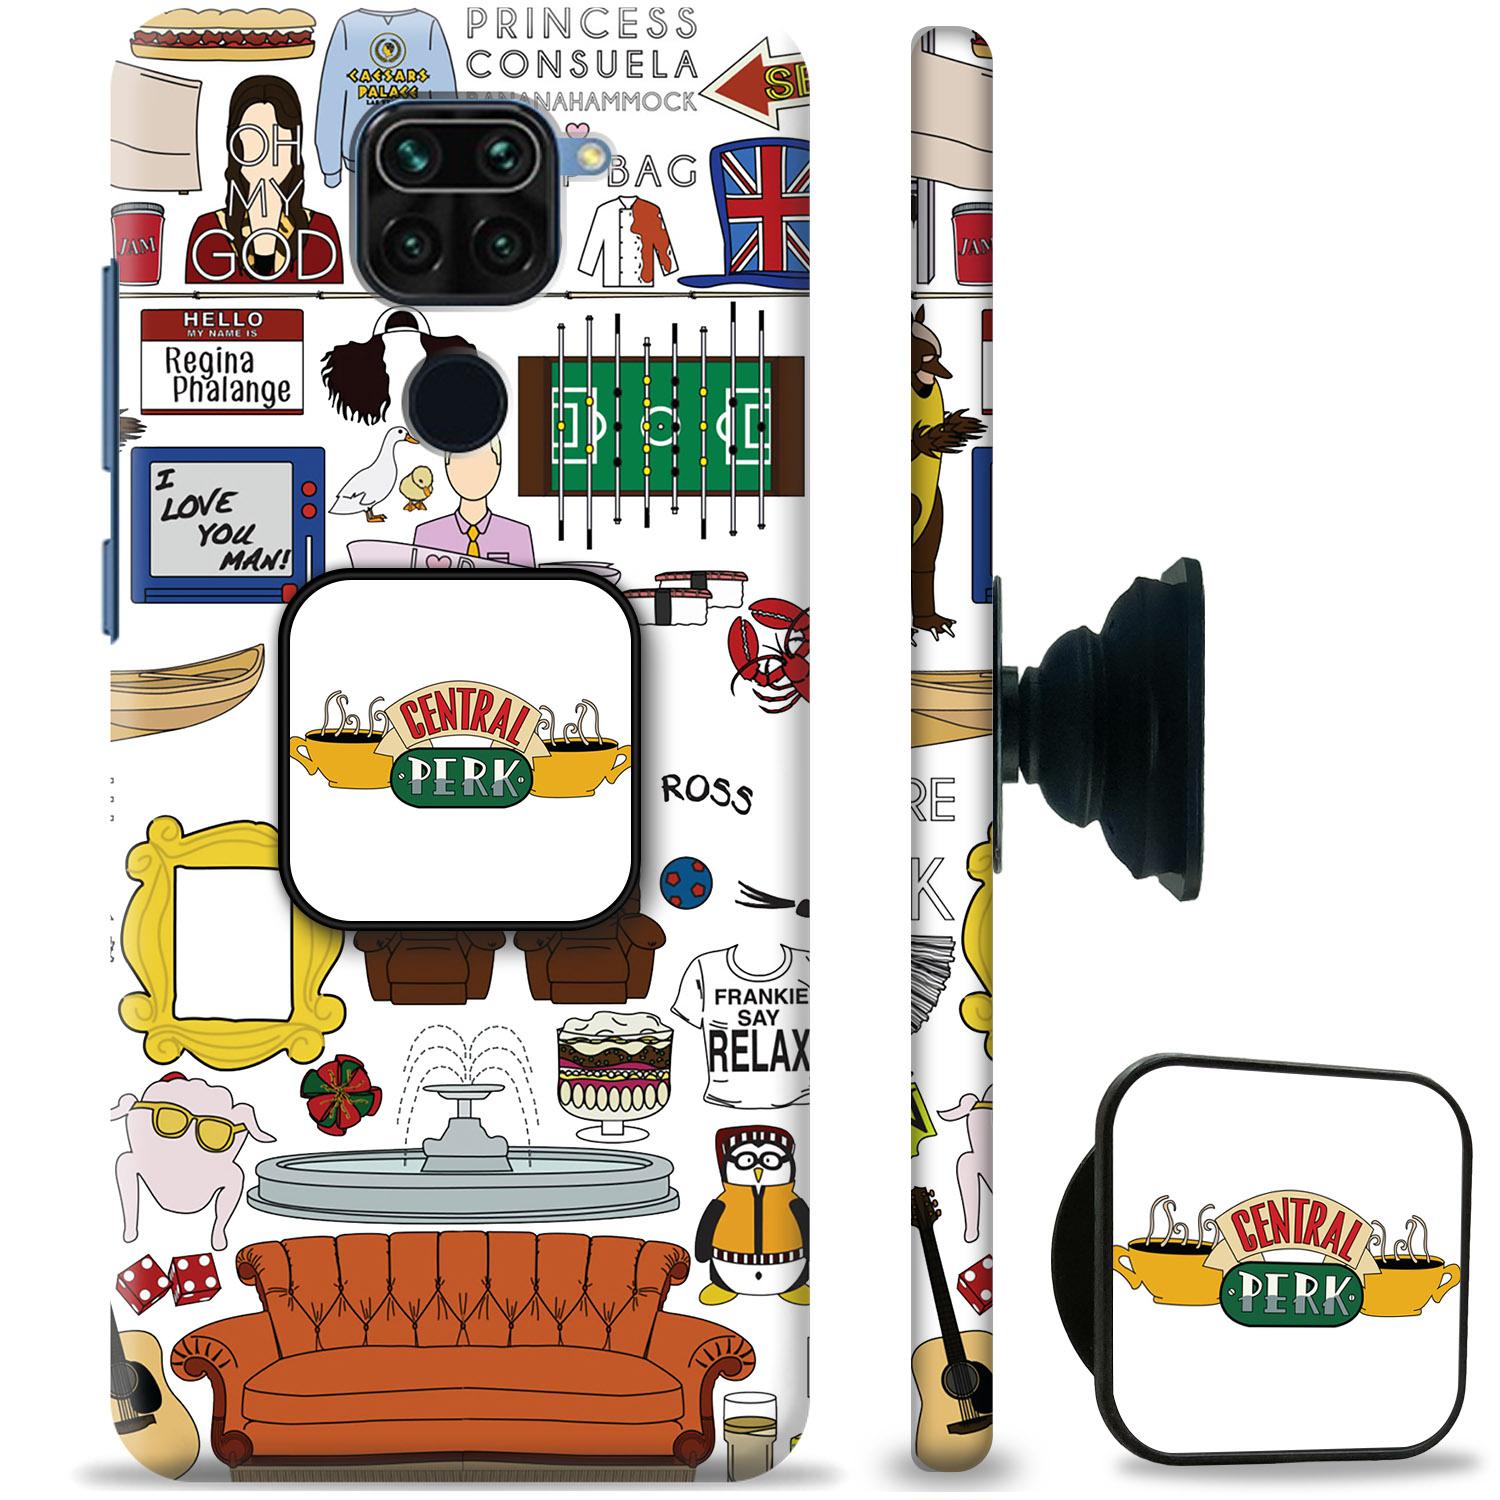 PRINCESS
CONSUELA
BANANAHAMMOCK
CAESARS
PALACE
BAG
OH
MY
GOD
JAM
JAM
HELLO
MY NAME IS
Regina
Phalange
I
LOVE
YOU
MAN!
CENTRAL
PERK
ROSS
RE
K
FRANKIE
SAY
RELAX
CENTRAL
PERK